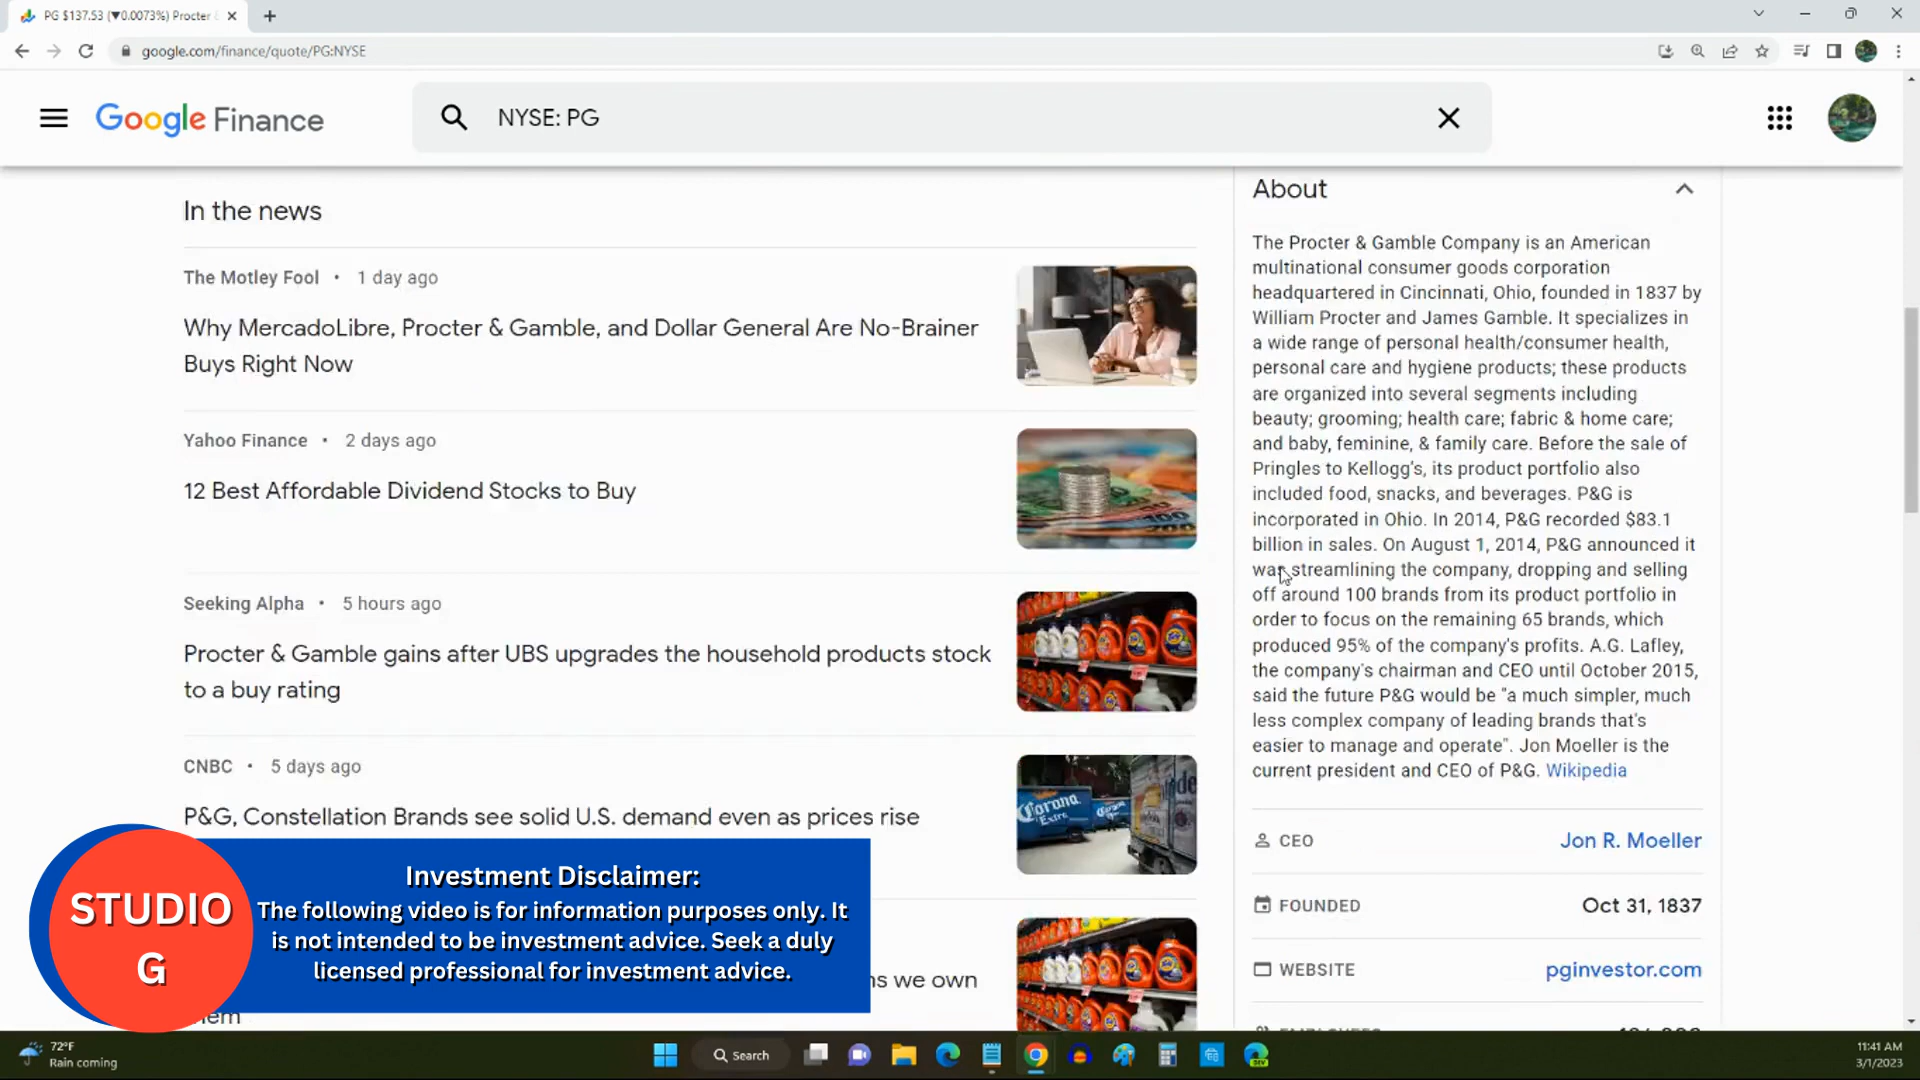 PG $137.53 (▼0.0073%) Procter
google.com/finance/quote/PG:NYSE
Google Finance
NYSE: PG
In the news
The Motley Fool • 1 day ago
Why MercadoLibre, Procter & Gamble, and Dollar General Are No-Brainer
Buys Right Now
Yahoo Finance • 2 days ago
12 Best Affordable Dividend Stocks to Buy
Seeking Alpha • 5 hours ago
Procter & Gamble gains after UBS upgrades the household products stock
to a buy rating
CNBC • 5 days ago
P&G, Constellation Brands see solid U.S. demand even as prices rise
Corona
Extra
ns we own
About
The Procter & Gamble Company is an American
multinational consumer goods corporation
headquartered in Cincinnati, Ohio, founded in 1837 by
William Procter and James Gamble. It specializes in
a wide range of personal health/consumer health,
personal care and hygiene products; these products
are organized into several segments including
beauty; grooming; health care; fabric & home care;
and baby, feminine, & family care. Before the sale of
Pringles to Kellogg's, its product portfolio also
included food, snacks, and beverages. P&G is
incorporated in Ohio. In 2014, P&G recorded $83.1
billion in sales. On August 1, 2014, P&G announced it
was streamlining the company, dropping and selling
off around 100 brands from its product portfolio in
order to focus on the remaining 65 brands, which
produced 95% of the company's profits. A.G. Lafley,
the company's chairman and CEO until October 2015,
said the future P&G would be "a much simpler, much
less complex company of leading brands that's
easier to manage and operate". Jon Moeller is the
current president and CEO of P&G. Wikipedia
CEO Jon R. Moeller
FOUNDED Oct 31, 1837
WEBSITE pginvestor.com
STUDIO
G
Investment Disclaimer:
The following video is for information purposes only. It
is not intended to be investment advice. Seek a duly
licensed professional for investment advice.
72°F
Rain coming
Search
11:41 AM
3/1/2023